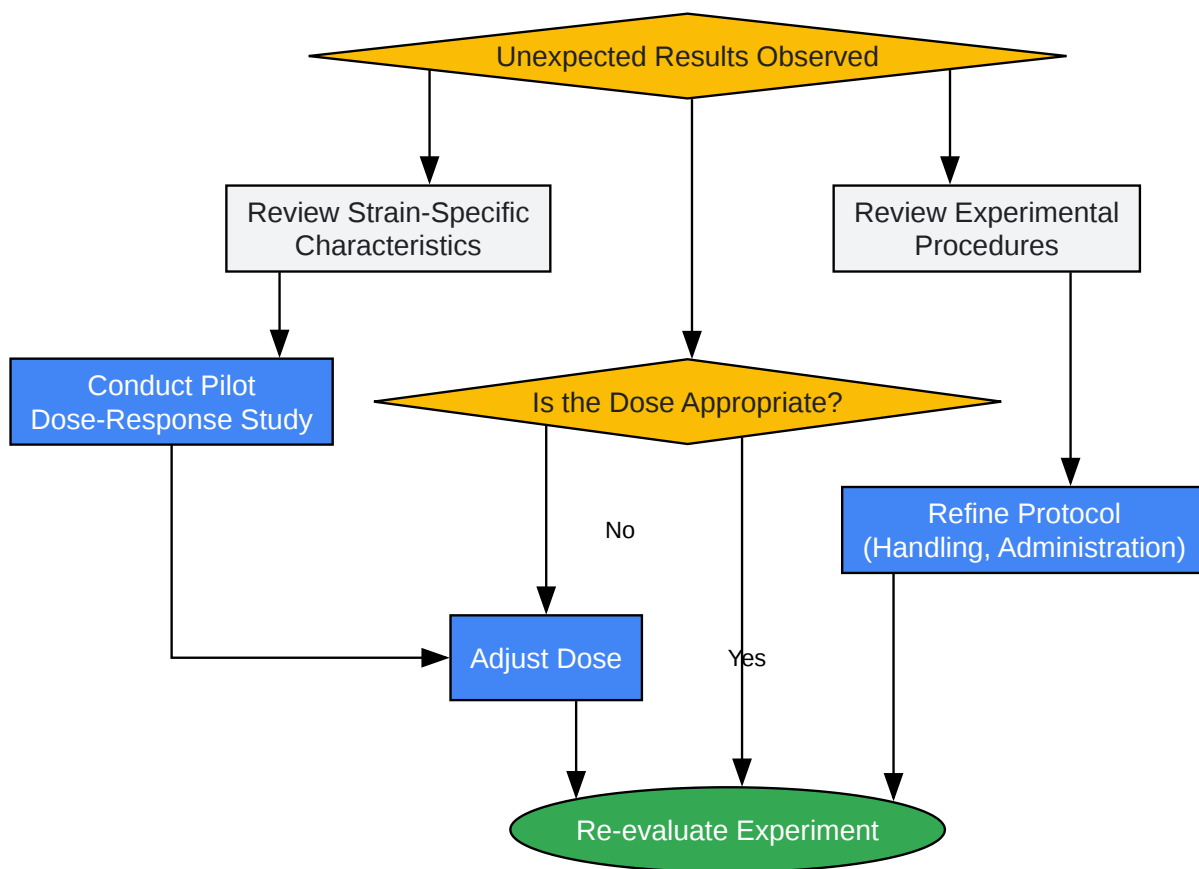 Unexpected Results Observed
Review Strain-Specific
Characteristics
Review Experimental
Procedures
Conduct Pilot
Dose-Response Study
Is the Dose Appropriate?
No
Refine Protocol
(Handling, Administration)
Adjust Dose
Yes
Re-evaluate Experiment